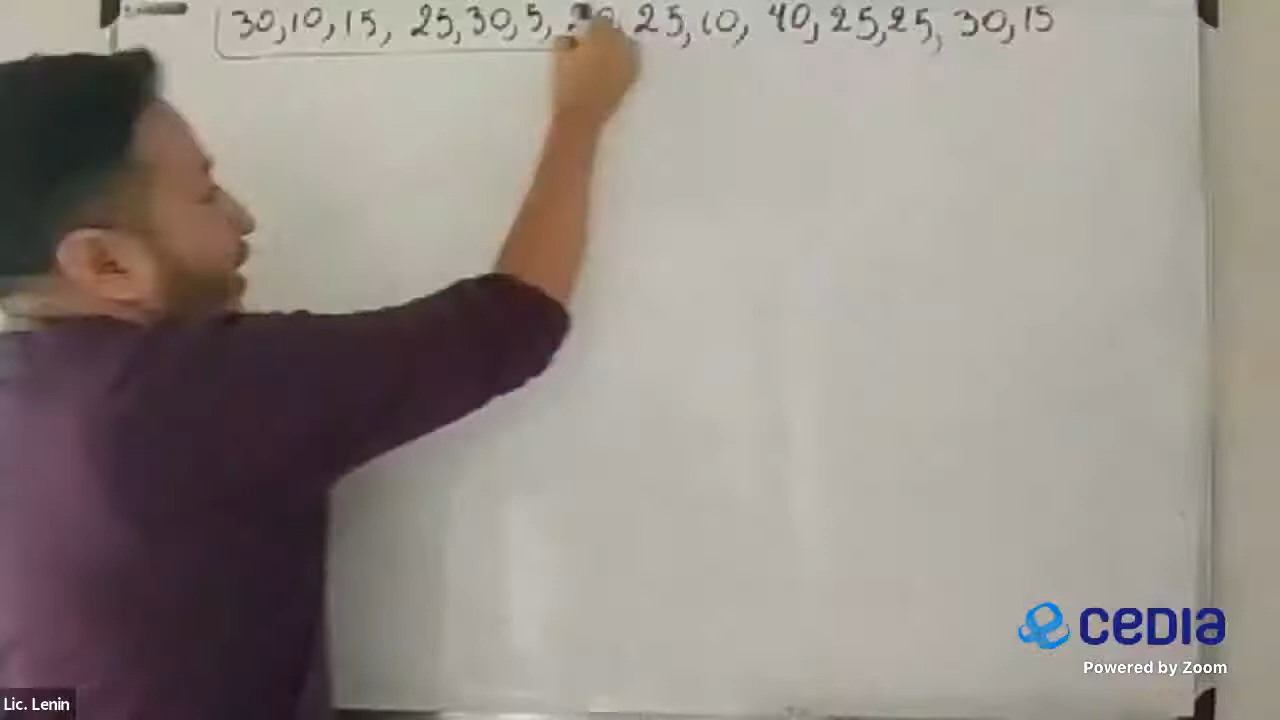 30, 10, 15, 25, 30, 5, 25, 10, 40, 25, 25, 30, 15
CEDIA
Powered by Zoom
Lic. Lenin